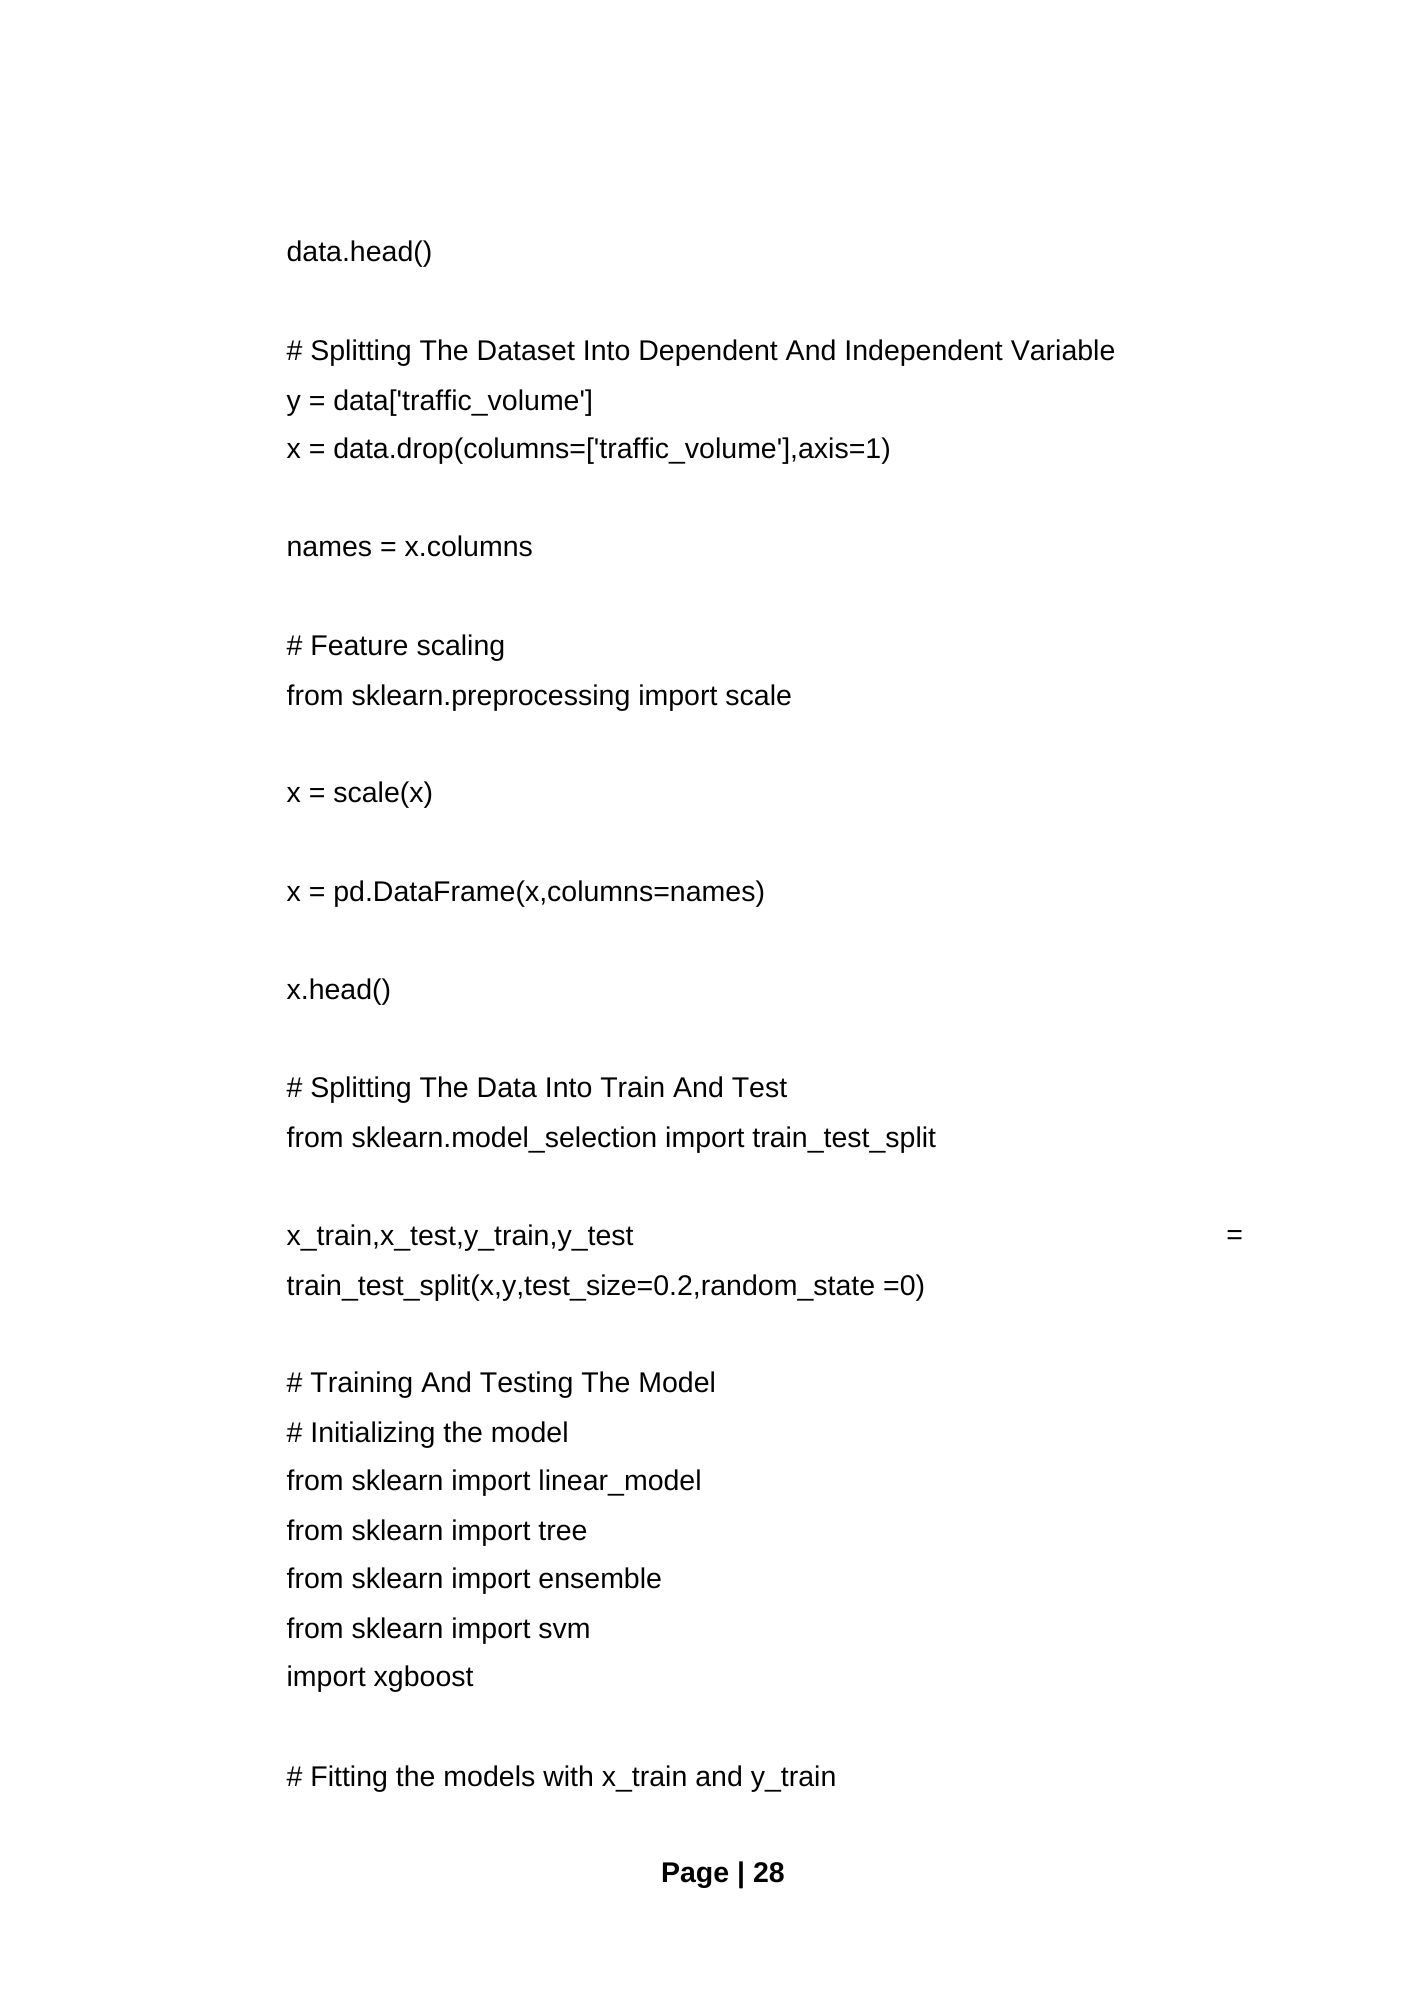 data.head()
# Splitting The Dataset Into Dependent And Independent Variable
y = data['traffic_volume']
x = data.drop(columns=['traffic_volume'],axis=1)
names = x.columns
# Feature scaling
from sklearn.preprocessing import scale
x = scale(x)
x = pd.DataFrame(x,columns=names)
x.head()
# Splitting The Data Into Train And Test
from sklearn.model_selection import train_test_split
x_train,x_test,y_train,y_test =
train_test_split(x,y,test_size=0.2,random_state =0)
# Training And Testing The Model
# Initializing the model
from sklearn import linear_model
from sklearn import tree
from sklearn import ensemble
from sklearn import svm
import xgboost
# Fitting the models with x_train and y_train
Page | 28